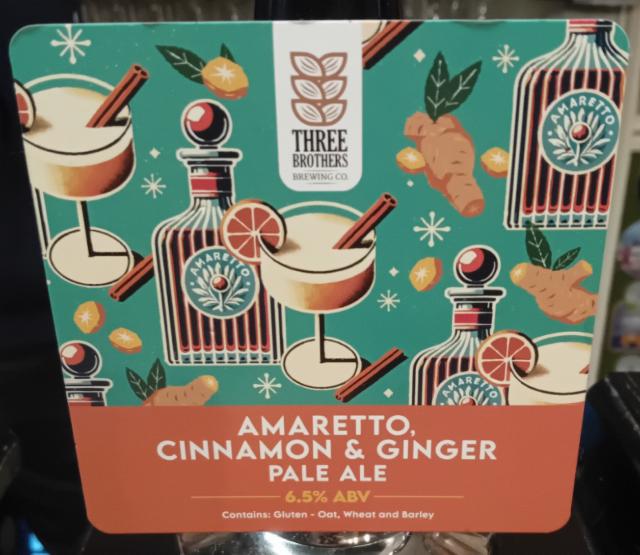 THREE
BROTHERS
BREWING CO.
AMARETTO
AMARETTO
AMARETTO
AMARETTO,
CINNAMON & GINGER
PALE ALE
6.5% ABV
Contains: Gluten - Oat, Wheat and Barley